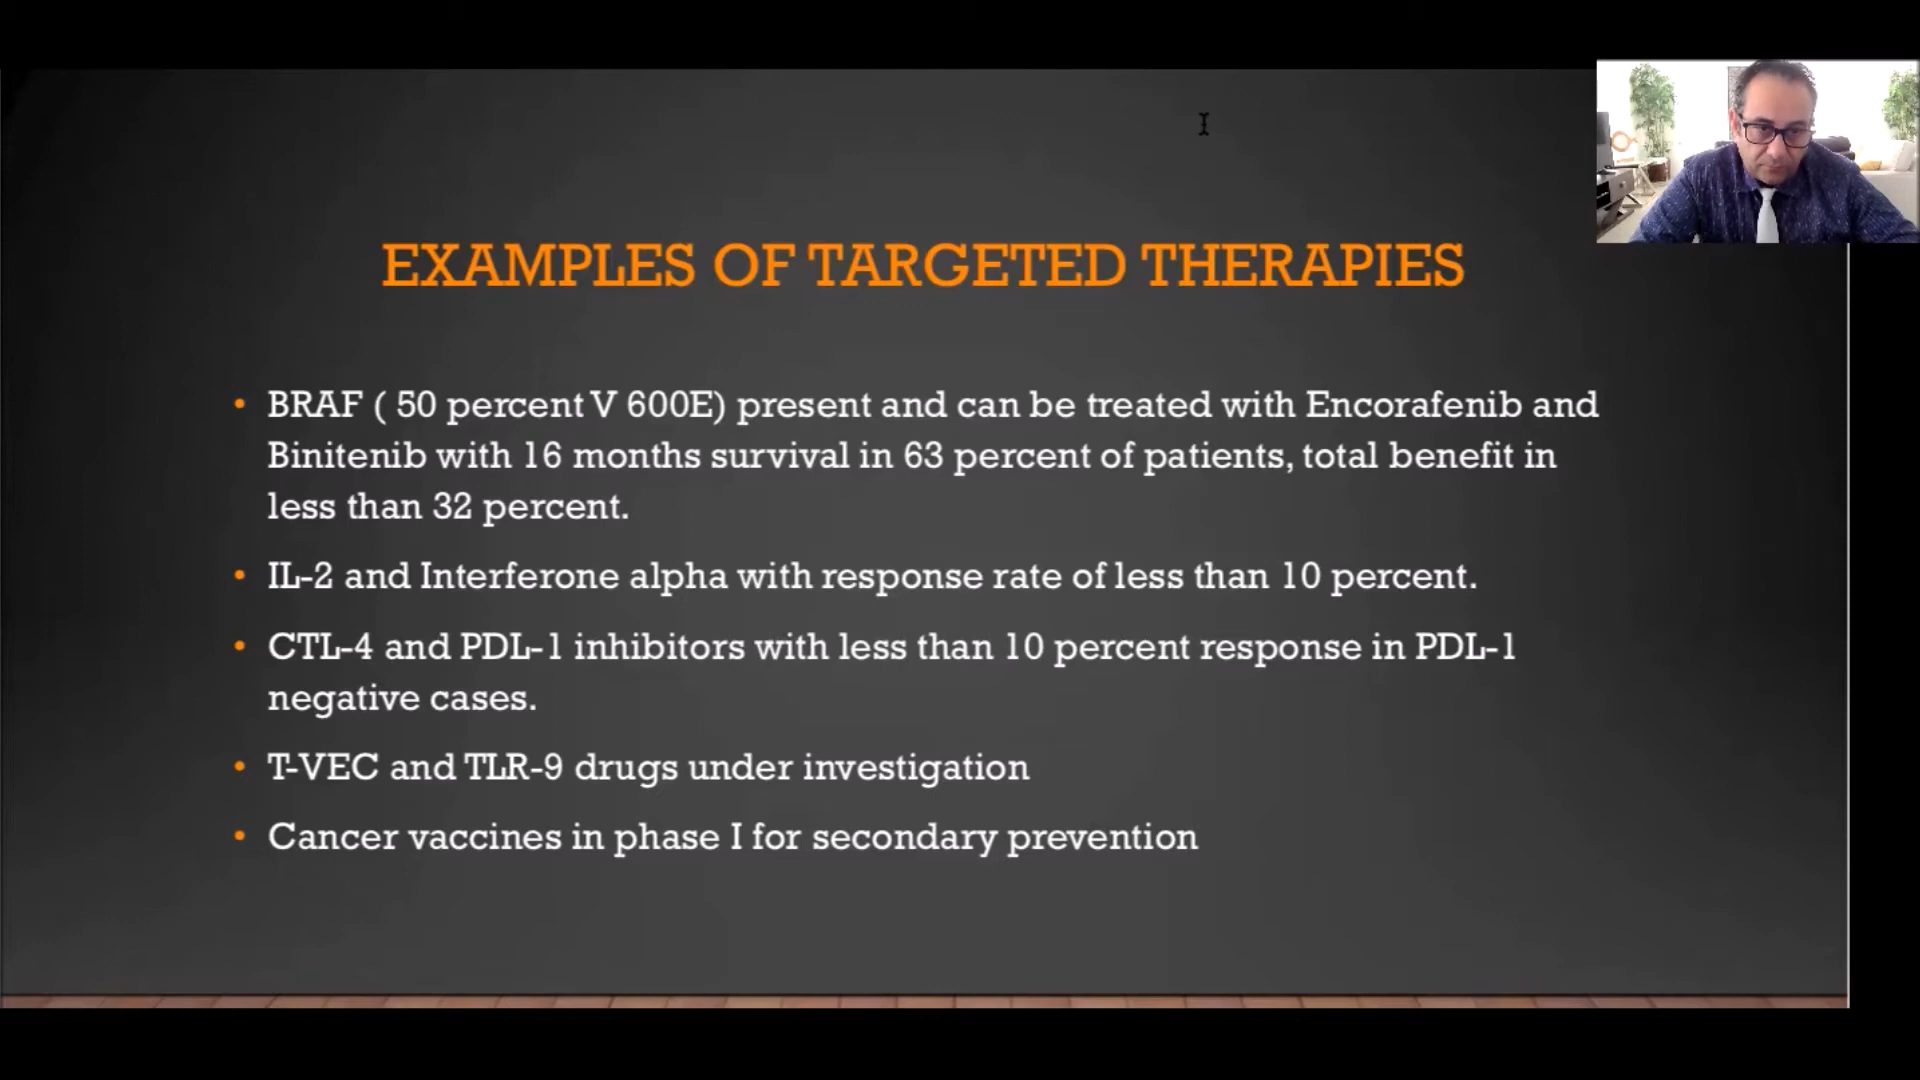 EXAMPLES OF TARGETED THERAPIES
• BRAF ( 50 percent V 600E) present and can be treated with Encorafenib and
Binitenib with 16 months survival in 63 percent of patients, total benefit in
less than 32 percent.
• IL-2 and Interferone alpha with response rate of less than 10 percent.
• CTL-4 and PDL-1 inhibitors with less than 10 percent response in PDL-1
negative cases.
• T-VEC and TLR-9 drugs under investigation
• Cancer vaccines in phase I for secondary prevention